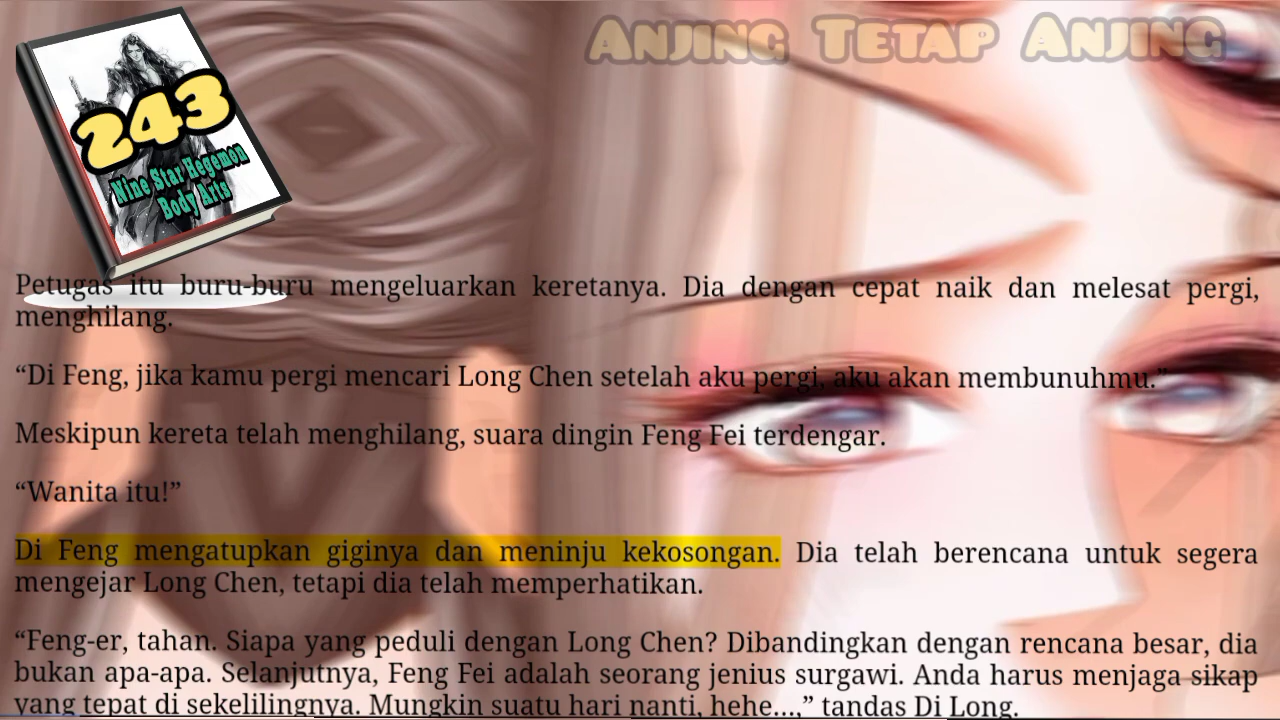 Anjing Tetap Anjing
243
Nine Star Hegemon
Body Arts
Petugas itu buru-buru mengeluarkan keretanya. Dia dengan cepat naik dan melesat pergi,
menghilang.
“Di Feng, jika kamu pergi mencari Long Chen setelah aku pergi, aku akan membunuhmu.”
Meskipun kereta telah menghilang, suara dingin Feng Fei terdengar.
“Wanita itu!”
Di Feng mengatupkan giginya dan meninju kekosongan. Dia telah berencana untuk segera
mengejar Long Chen, tetapi dia telah memperhatikan.
“Feng-er, tahan. Siapa yang peduli dengan Long Chen? Dibandingkan dengan rencana besar, dia
bukan apa-apa. Selanjutnya, Feng Fei adalah seorang jenius surgawi. Anda harus menjaga sikap
yang tepat di sekelilingnya. Mungkin suatu hari nanti, hehe…,” tandas Di Long.